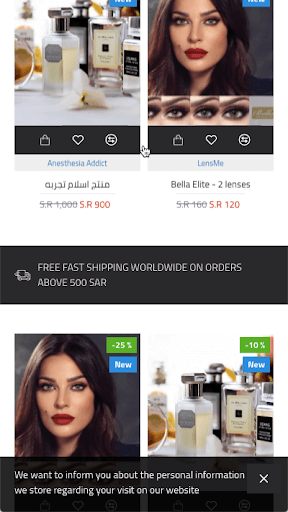 New
New
Anesthesia Addict
LensMe
منتج اسلام تجربه
Bella Elite - 2 lenses
S.R 1,000 S.R 900
S.R 160 S.R 120
FREE FAST SHIPPING WORLDWIDE ON ORDERS
ABOVE 500 SAR
-25 %
-10 %
New
New
We want to inform you about the personal information
we store regarding your visit on our website